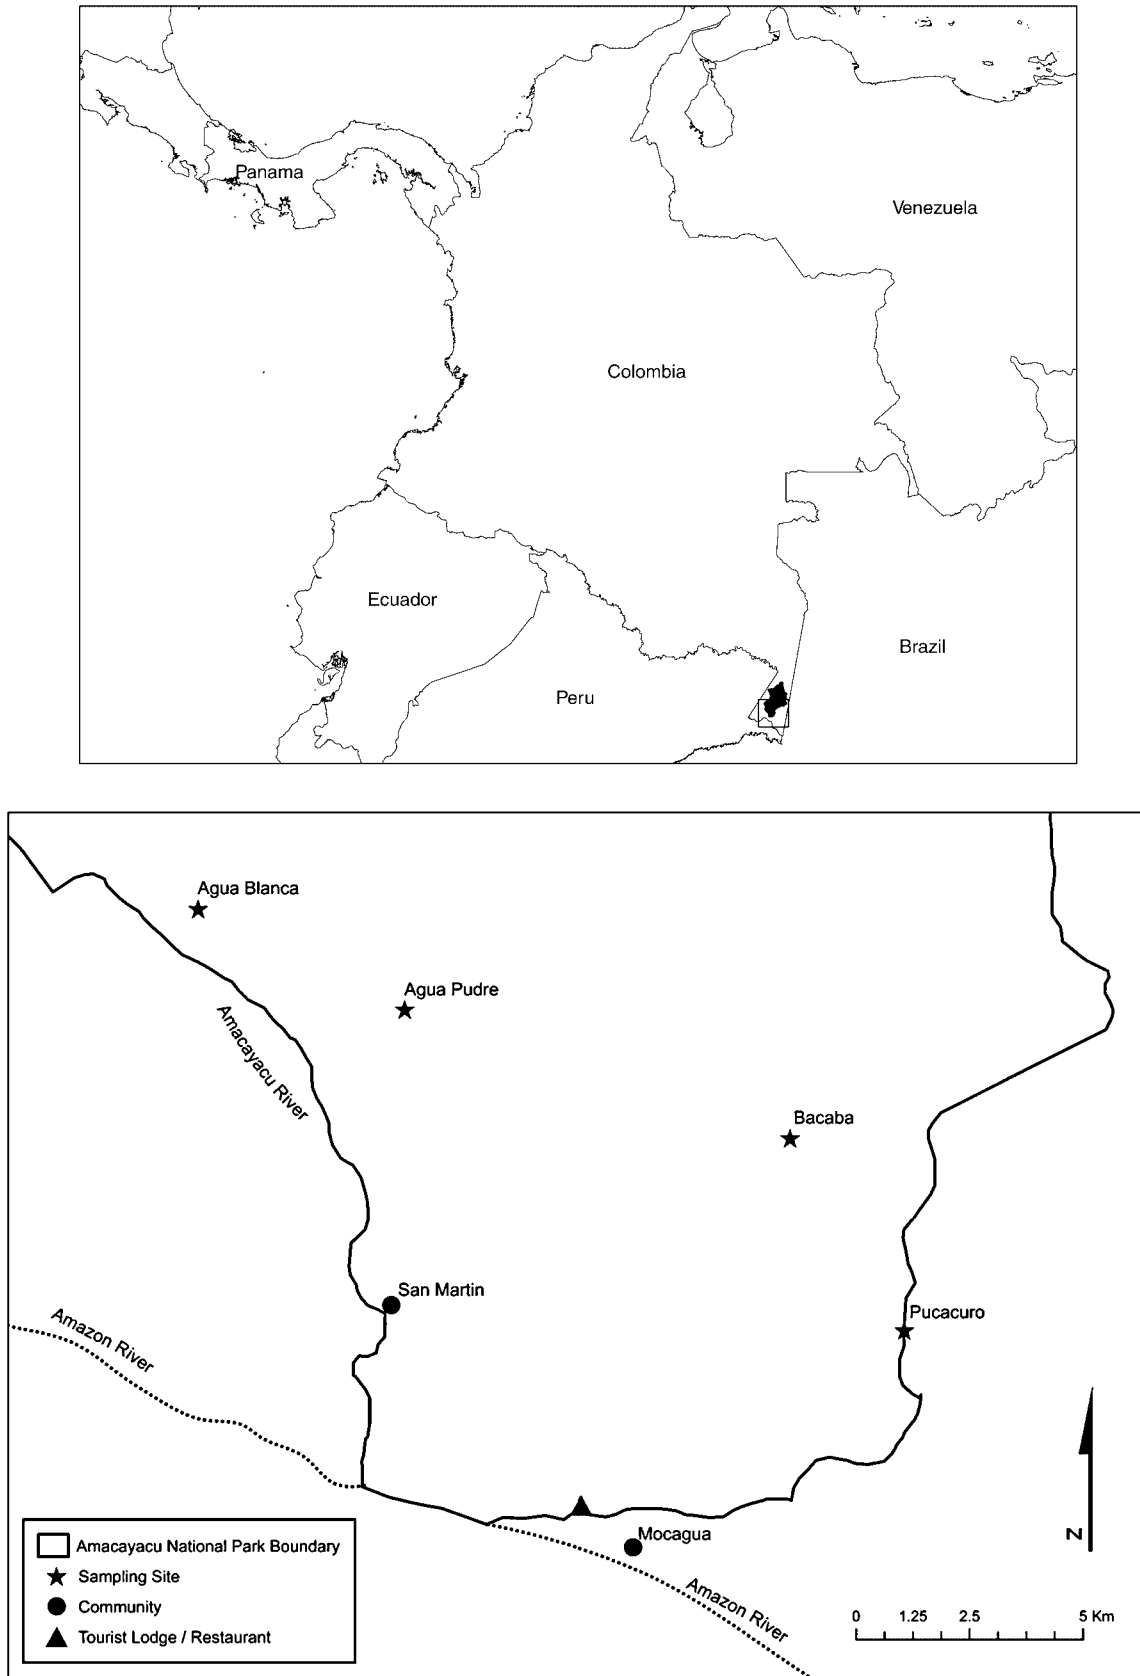 Panama
Venezuela
Colombia
Ecuador
Brazil
Peru
Agua Blanca
Agua Pudre
Amacayacu River
Bacaba
San Martin
Pucacuro
Amazon River
Mocagua
Amazon River
N
Amacayacu National Park Boundary
Sampling Site
Community
Tourist Lodge / Restaurant
0 1.25 2.5 5 Km